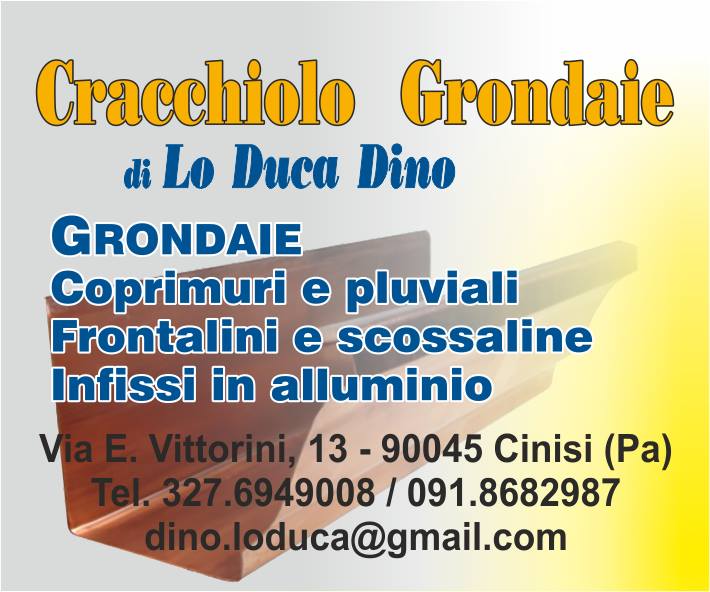 Cracchiolo Grondaie
di Lo Duca Dino
GRONDAIE
Coprimuri e pluviali
Frontalini e scossaline
Infissi in alluminio
Via E. Vittorini, 13 - 90045 Cinisi (Pa)
Tel. 327.6949008 / 091.8682987
dino.loduca@gmail.com